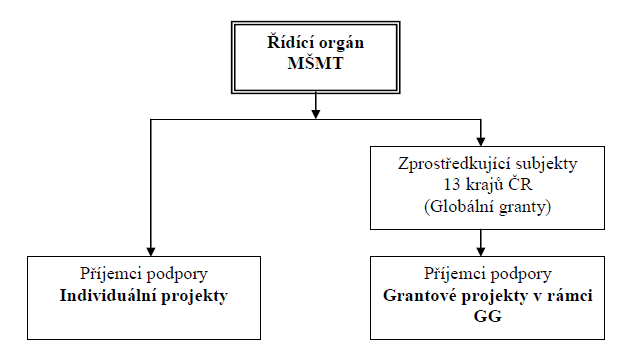 Řídící orgán
MŠMT
Zprostředkující subjekty
13 krajů ČR
(Globální granty)
Příjemci podpory
Individuální projekty
Příjemci podpory
Grantové projekty v rámci
GG